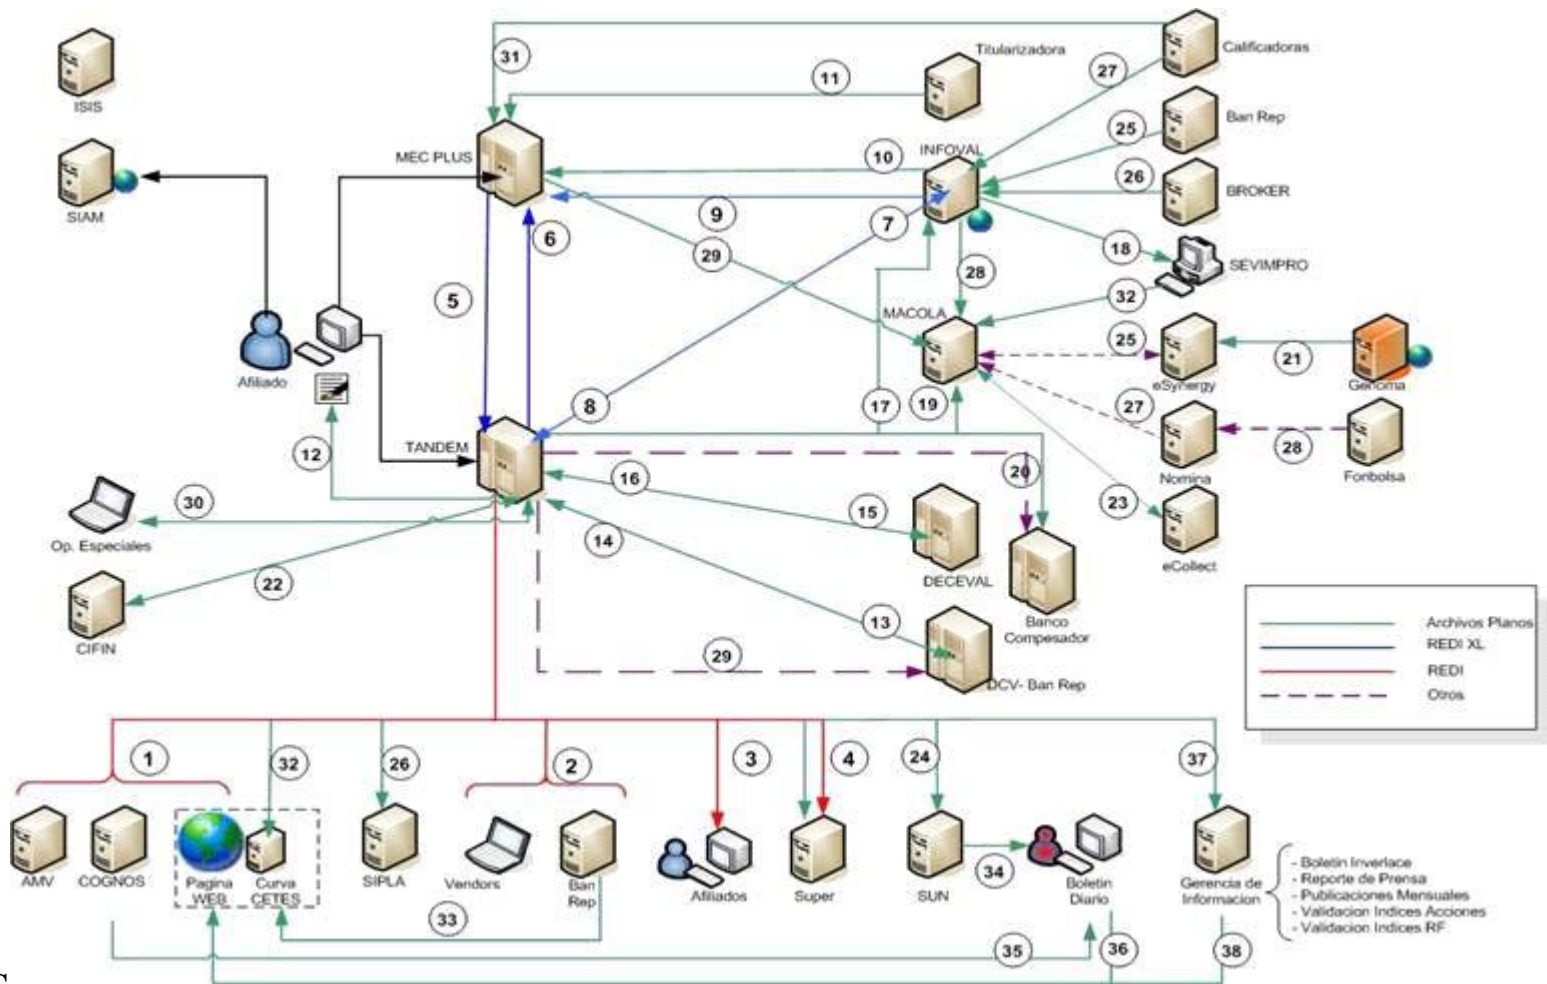 Calificadoras
31
Titularizadora
27
11
ISIS
Ban Rep
25
INFOVAL
MEC PLUS
10
26
BROKER
SIAM
9
7
6
29
18
SEVIMPRO
28
5
32
MACOLA
25
21
eSynergy
Afiliado
8
17
19
27
TANDEM
12
28
Nomina
Fonbolsa
16
20
30
15
23
14
Op. Especiales
eCollect
DECEVAL
22
Banco
Compesador
13
Archivos Planos
CIFIN
REDI XL
29
REDI
DCV- Ban Rep
Otros
1
32
26
2
3
4
24
37
34
AMV
COGNOS
Pagina
WEB
Curva
CETES
SIPLA
Vendors
Ban
Rep
Afiliados
Super
SUN
Boletin
Diario
Gerencia de
Informacion
- Boletin Inverlace
- Reporte de Prensa
- Publicaciones Mensuales
- Validacion Indices Acciones
- Validacion Indices RF
33
35
36
38